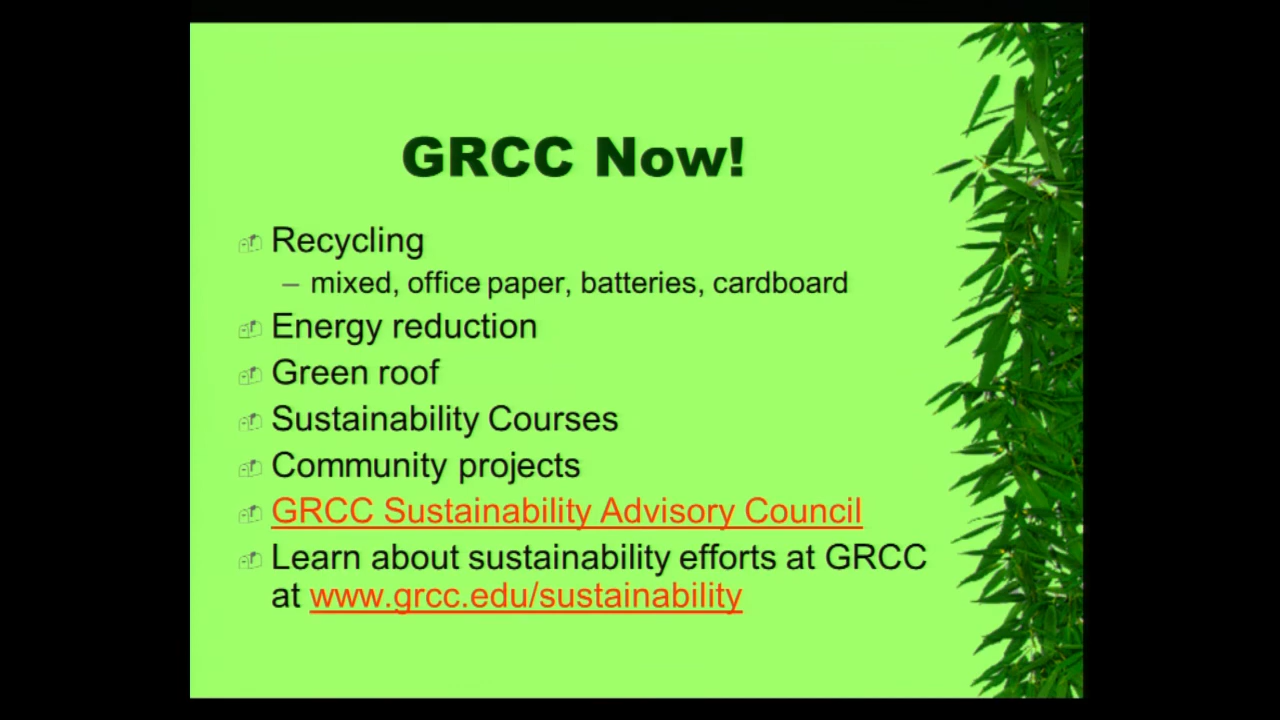 GRCC Now!
Recycling
– mixed, office paper, batteries, cardboard
Energy reduction
Green roof
Sustainability Courses
Community projects
GRCC Sustainability Advisory Council
Learn about sustainability efforts at GRCC
at www.grcc.edu/sustainability